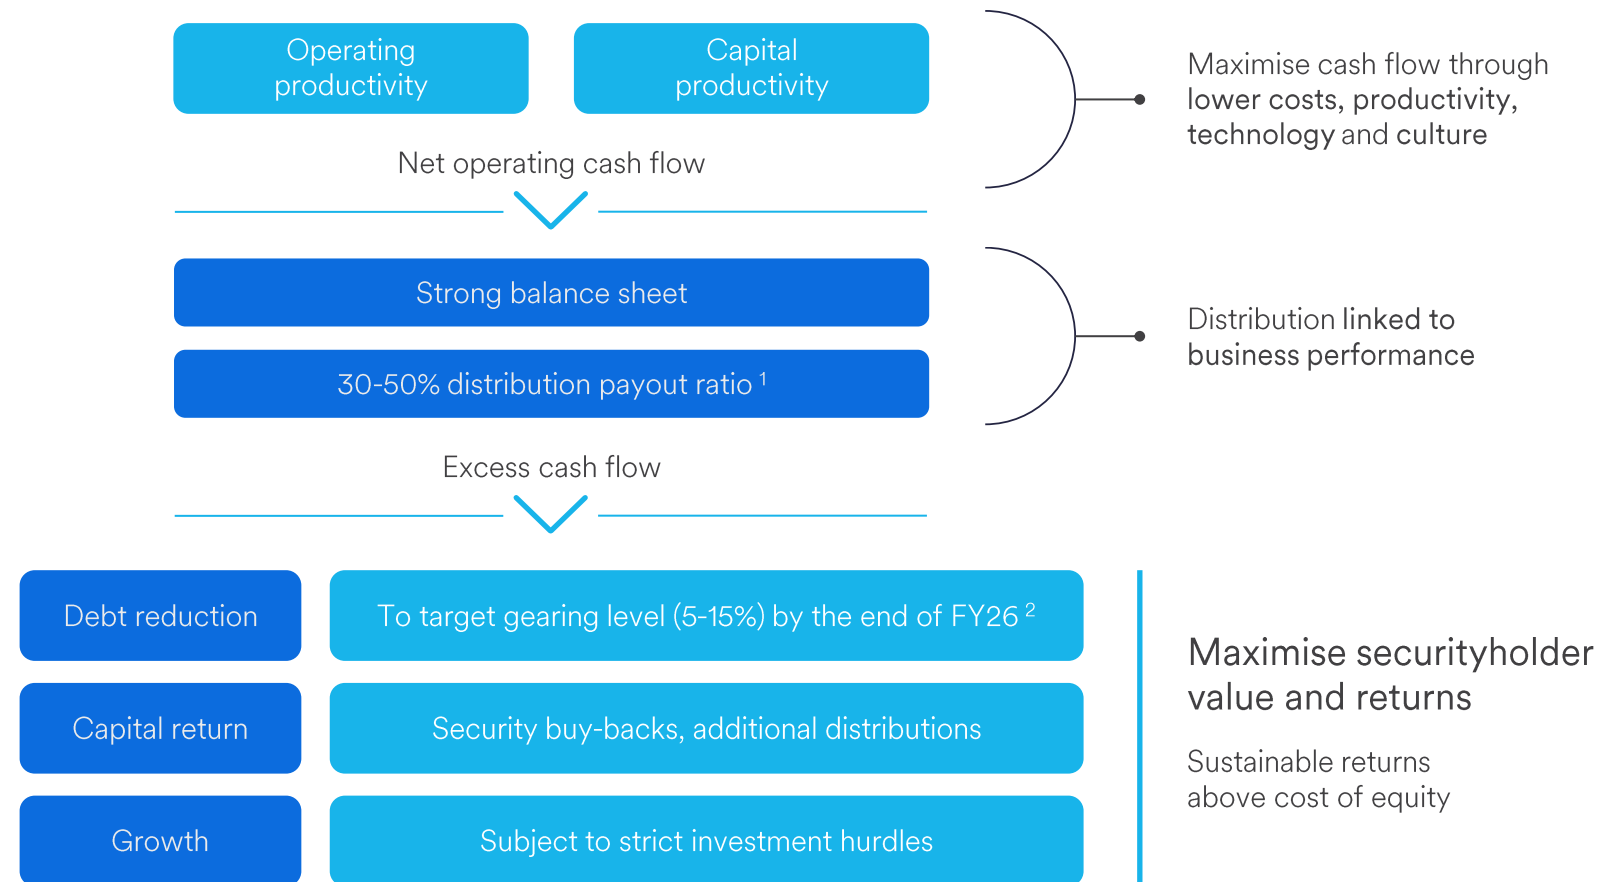 Operating
productivity
Capital
productivity
Maximise cash flow through
lower costs, productivity,
technology and culture
Net operating cash flow
Strong balance sheet
30-50% distribution payout ratio ¹
Distribution linked to
business performance
Excess cash flow
Debt reduction
To target gearing level (5-15%) by the end of FY26 ²
Capital return
Security buy-backs, additional distributions
Growth
Subject to strict investment hurdles
Maximise securityholder
value and returns
Sustainable returns
above cost of equity